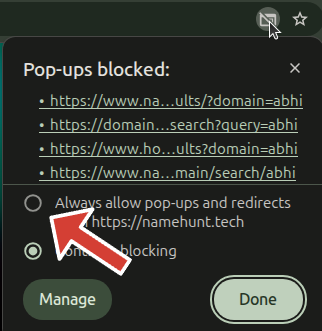 Pop-ups blocked:
• https://www.na...ults/?domain=abhi
• https://domain...search?query=abhi
• https://www.ho...ults?domain=abhi
• https://www.na...main/search/abhi
Always allow pop-ups and redirects
https://namehunt.tech
blocking
Manage
Done